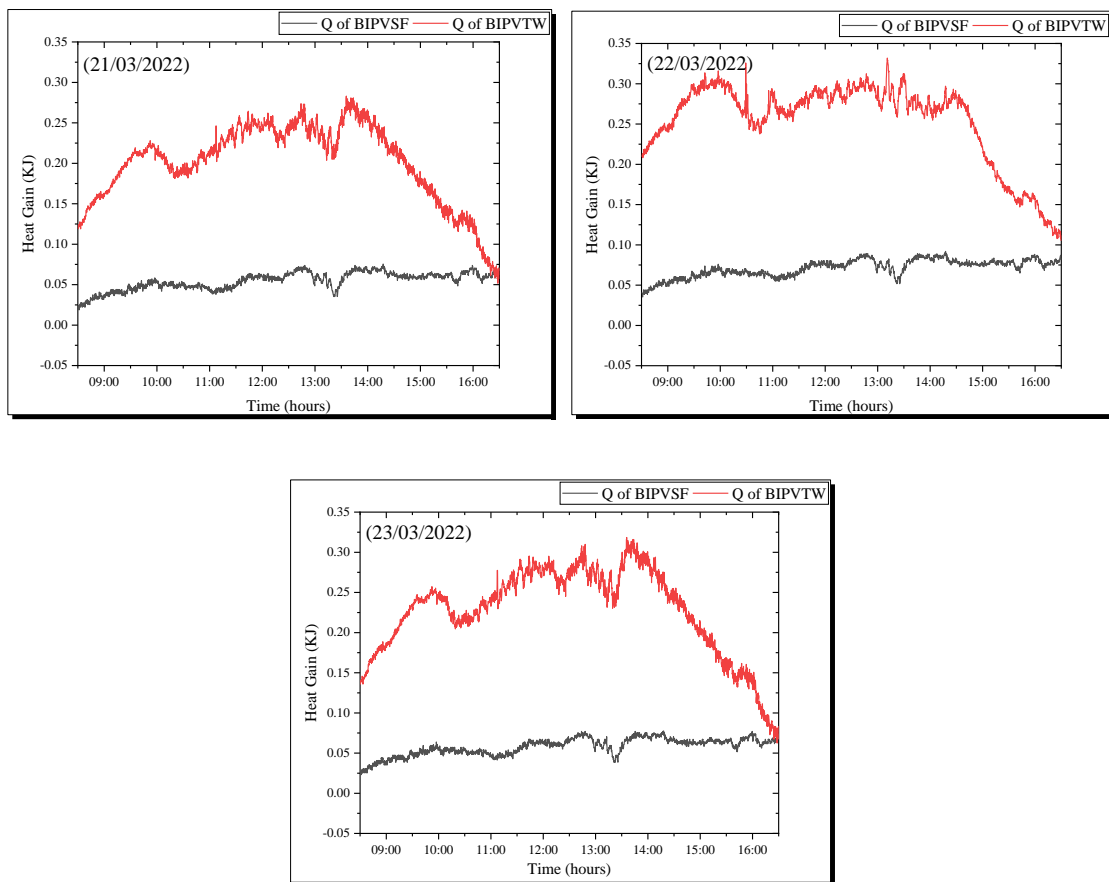 Q of BIPVSF Q of BIPVTW
(21/03/2022)
0.35
0.30
0.25
0.20
0.15
0.10
0.05
0.00
-0.05
Heat Gain (KJ)
09:00 10:00 11:00 12:00 13:00 14:00 15:00 16:00
Time (hours)
Q of BIPVSF Q of BIPVTW
(22/03/2022)
0.35
0.30
0.25
0.20
0.15
0.10
0.05
0.00
-0.05
Heat Gain (KJ)
09:00 10:00 11:00 12:00 13:00 14:00 15:00 16:00
Time (hours)
Q of BIPVSF Q of BIPVTW
(23/03/2022)
0.35
0.30
0.25
0.20
0.15
0.10
0.05
0.00
-0.05
Heat Gain (KJ)
09:00 10:00 11:00 12:00 13:00 14:00 15:00 16:00
Time (hours)